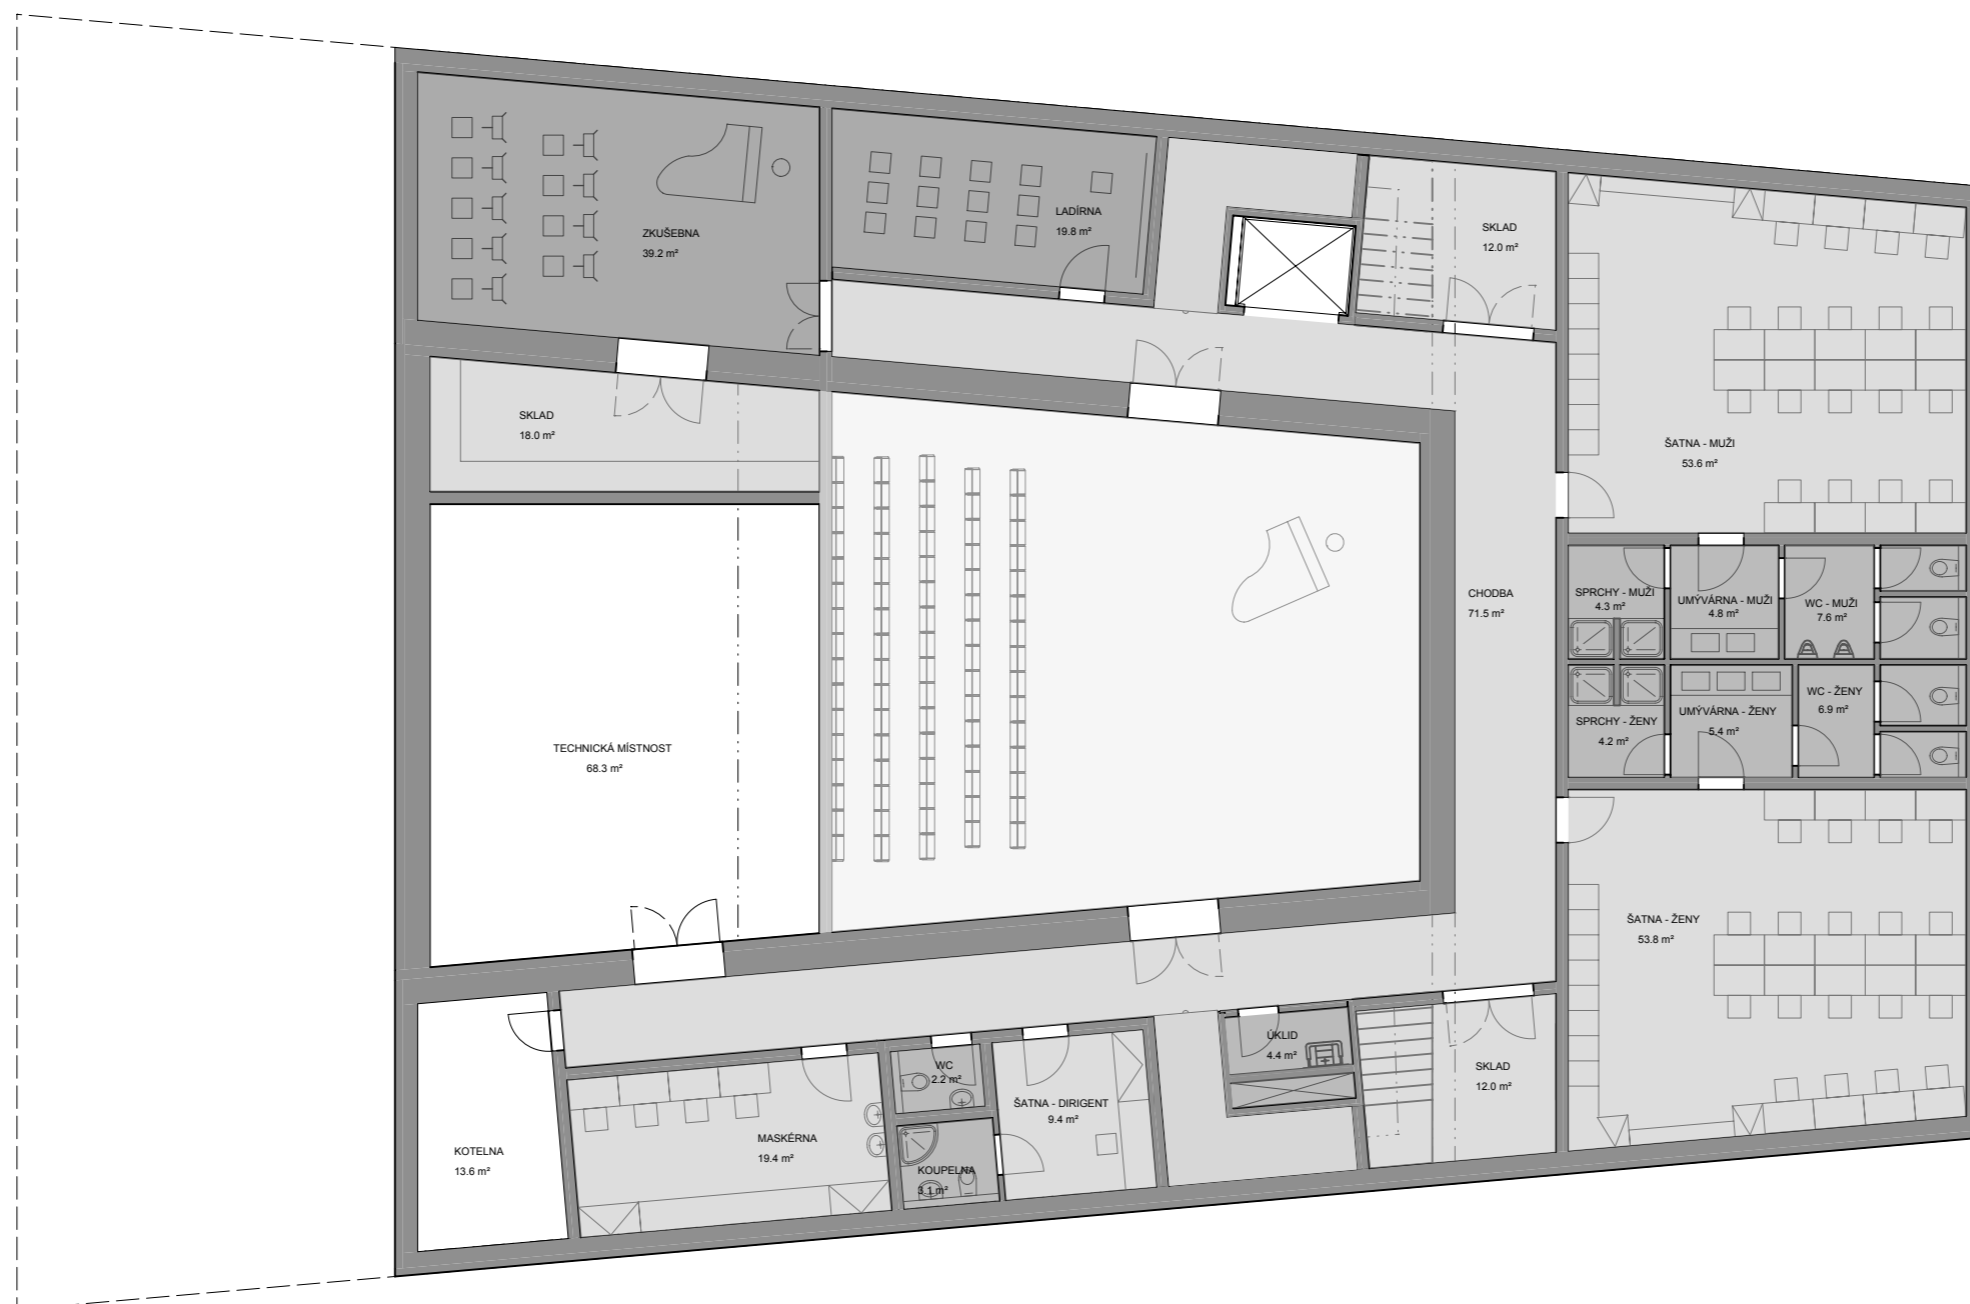 ZKUŠEBNA
39.2 m²
LADÍRNA
19.8 m²
SKLAD
12.0 m²
SKLAD
18.0 m²
ŠATNA - MUŽI
53.6 m²
CHODBA
71.5 m²
SPRCHY - MUŽI
4.3 m²
UMÝVÁRNA - MUŽI
4.8 m²
WC - MUŽI
7.6 m²
SPRCHY - ŽENY
4.2 m²
UMÝVÁRNA - ŽENY
5.4 m²
WC - ŽENY
6.9 m²
TECHNICKÁ MÍSTNOST
68.3 m²
ŠATNA - ŽENY
53.8 m²
ÚKLID
4.4 m²
SKLAD
12.0 m²
WC
2.2 m²
ŠATNA - DIRIGENT
9.4 m²
MASKÉRNA
19.4 m²
KOTELNA
13.6 m²
KOUPELNA
3.1 m²